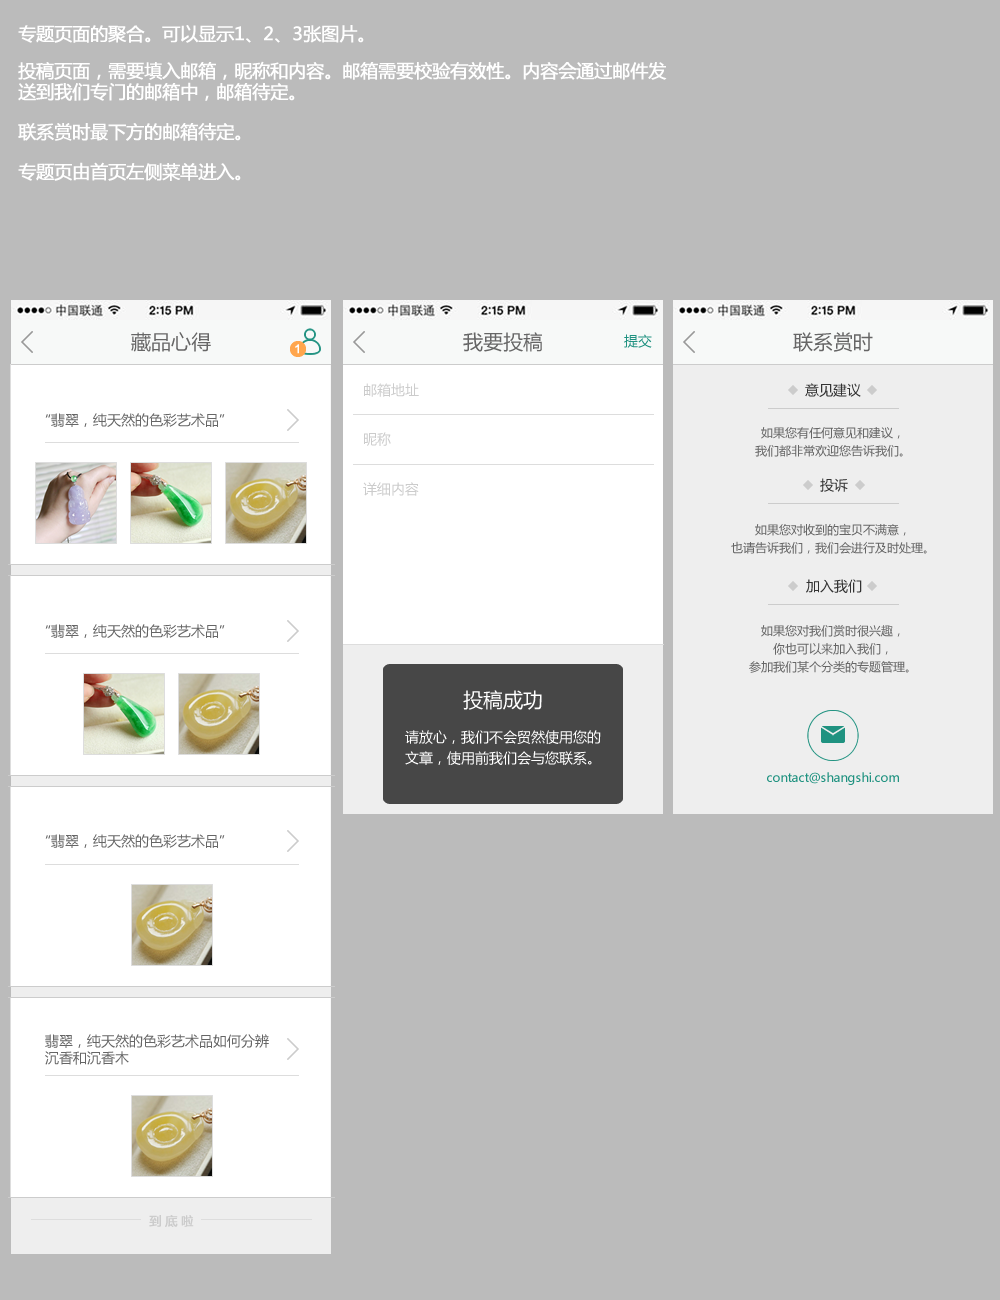 专题页面的聚合。可以显示1、2、3张图片。
投稿页面，需要填入邮箱，昵称和内容。邮箱需要校验有效性。内容会通过邮件发
送到我们专门的邮箱中，邮箱待定。
联系赏时最下方的邮箱待定。
专题页由首页左侧菜单进入。
中国联通 2:15 PM
藏品心得
1
“翡翠，纯天然的色彩艺术品”
“翡翠，纯天然的色彩艺术品”
“翡翠，纯天然的色彩艺术品”
翡翠，纯天然的色彩艺术品如何分辨
沉香和沉香木
到底啦
中国联通 2:15 PM
我要投稿 提交
邮箱地址
昵称
详细内容
投稿成功
请放心，我们不会贸然使用您的
文章，使用前我们会与您联系。
中国联通 2:15 PM
联系赏时
意见建议
如果您有任何意见和建议，
我们都非常欢迎您告诉我们。
投诉
如果您对收到的宝贝不满意，
也请告诉我们，我们会进行及时处理。
加入我们
如果您对我们赏时很兴趣，
你也可以来加入我们，
参加我们某个分类的专题管理。
contact@shangshi.com